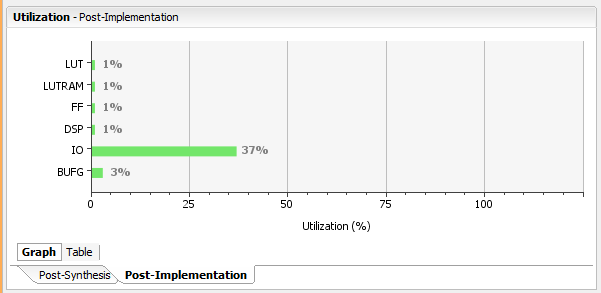 Utilization - Post-Implementation
LUT 1%
LUTRAM 1%
FF 1%
DSP 1%
IO 37%
BUFG 3%
0 25 50 75 100
Utilization (%)
Graph Table
Post-Synthesis Post-Implementation